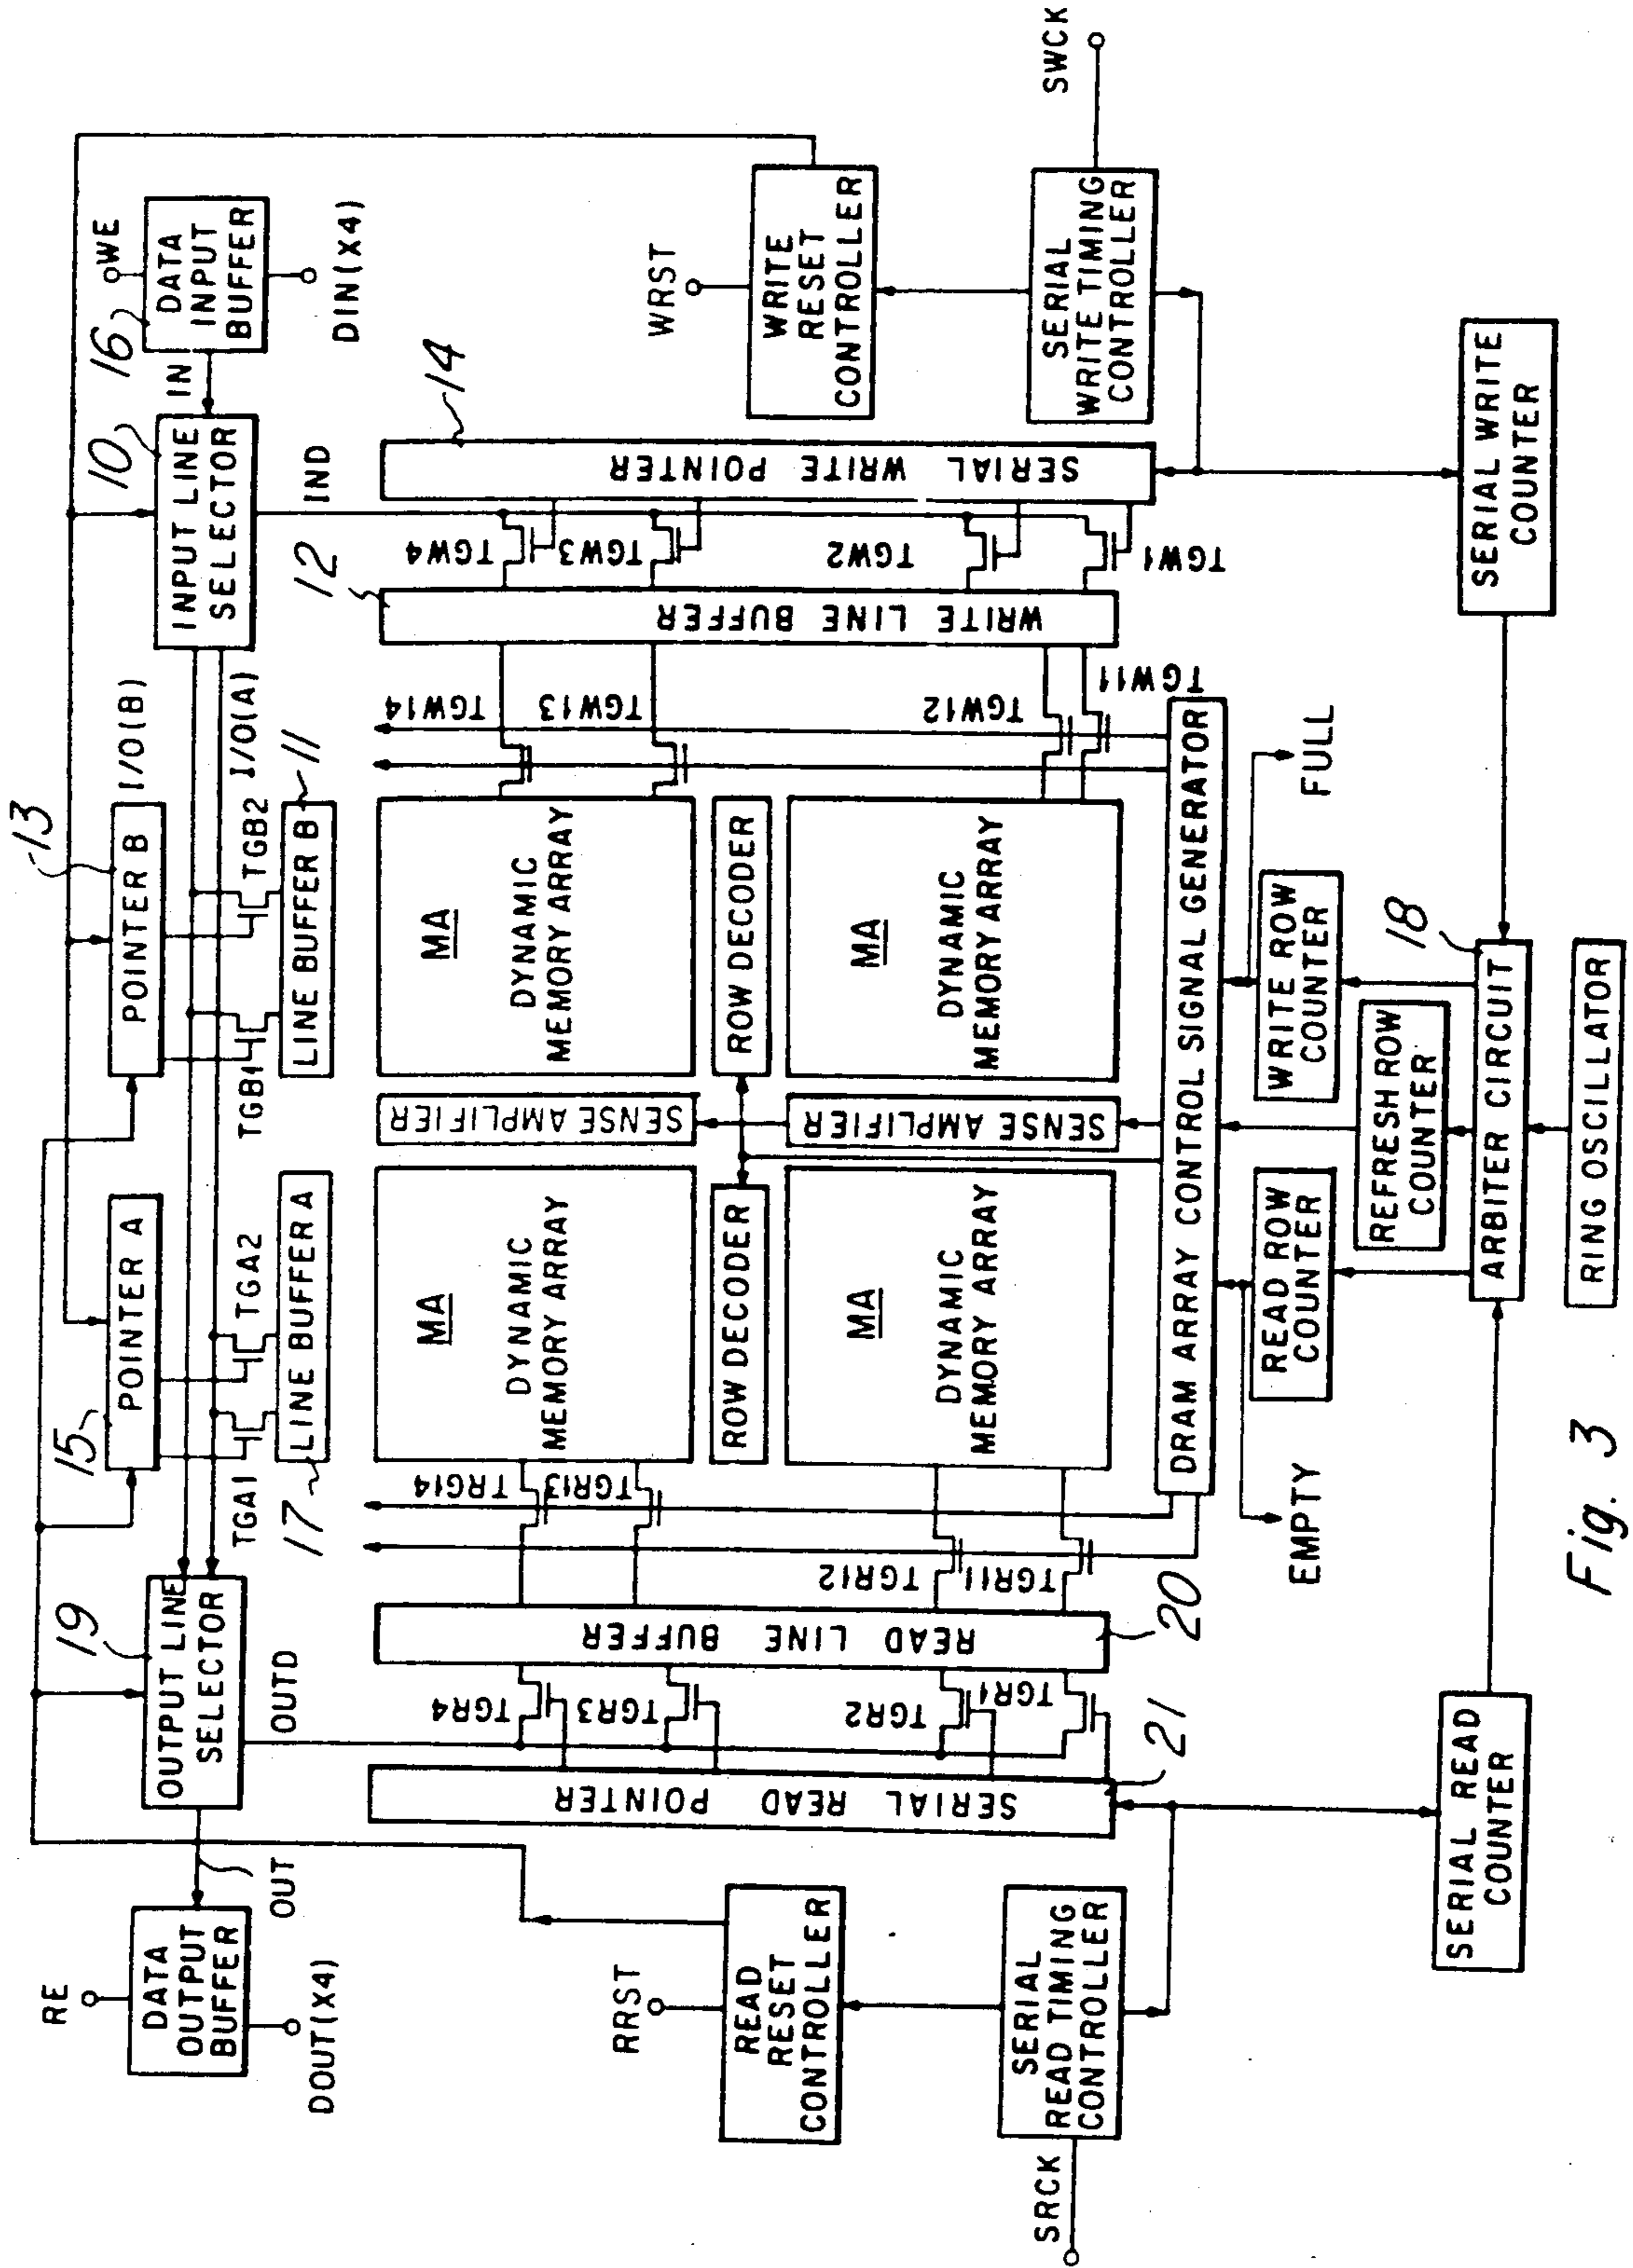 RE
DATA
OUTPUT
BUFFER
DOUT(X4)
OUT
19
OUTPUT LINE
SELECTOR
OUTD
15
POINTER A
TGA1
TGA2
17
LINE BUFFER A
13
POINTER B
I/O(B)
I/O(A)
TGB1
TGB2
LINE BUFFER B
11
10
INPUT LINE
SELECTOR
IND
IN
16
WE
DATA
INPUT
BUFFER
DIN(X4)
RRST
READ
RESET
CONTROLLER
SRCK
SERIAL
READ TIMING
CONTROLLER
SERIAL READ POINTER
21
TGR4
TGR3
TGR2
TGR1
READ LINE BUFFER
20
TRG14
TGR13
TGR12
TGR11
MA
DYNAMIC
MEMORY ARRAY
SENSE AMPLIFIER
MA
DYNAMIC
MEMORY ARRAY
ROW DECODER
ROW DECODER
MA
DYNAMIC
MEMORY ARRAY
SENSE AMPLIFIER
MA
DYNAMIC
MEMORY ARRAY
TGW14
TGW13
TGW12
TGW11
12
WRITE LINE BUFFER
TGW4
TGW3
TGW2
TGW1
14
SERIAL WRITE POINTER
WRST
WRITE
RESET
CONTROLLER
SWCK
SERIAL
WRITE TIMING
CONTROLLER
DRAM ARRAY CONTROL SIGNAL GENERATOR
EMPTY
READ ROW
COUNTER
REFRESH ROW
COUNTER
WRITE ROW
COUNTER
FULL
SERIAL READ
COUNTER
ARBITER CIRCUIT
18
SERIAL WRITE
COUNTER
RING OSCILLATOR
Fig. 3